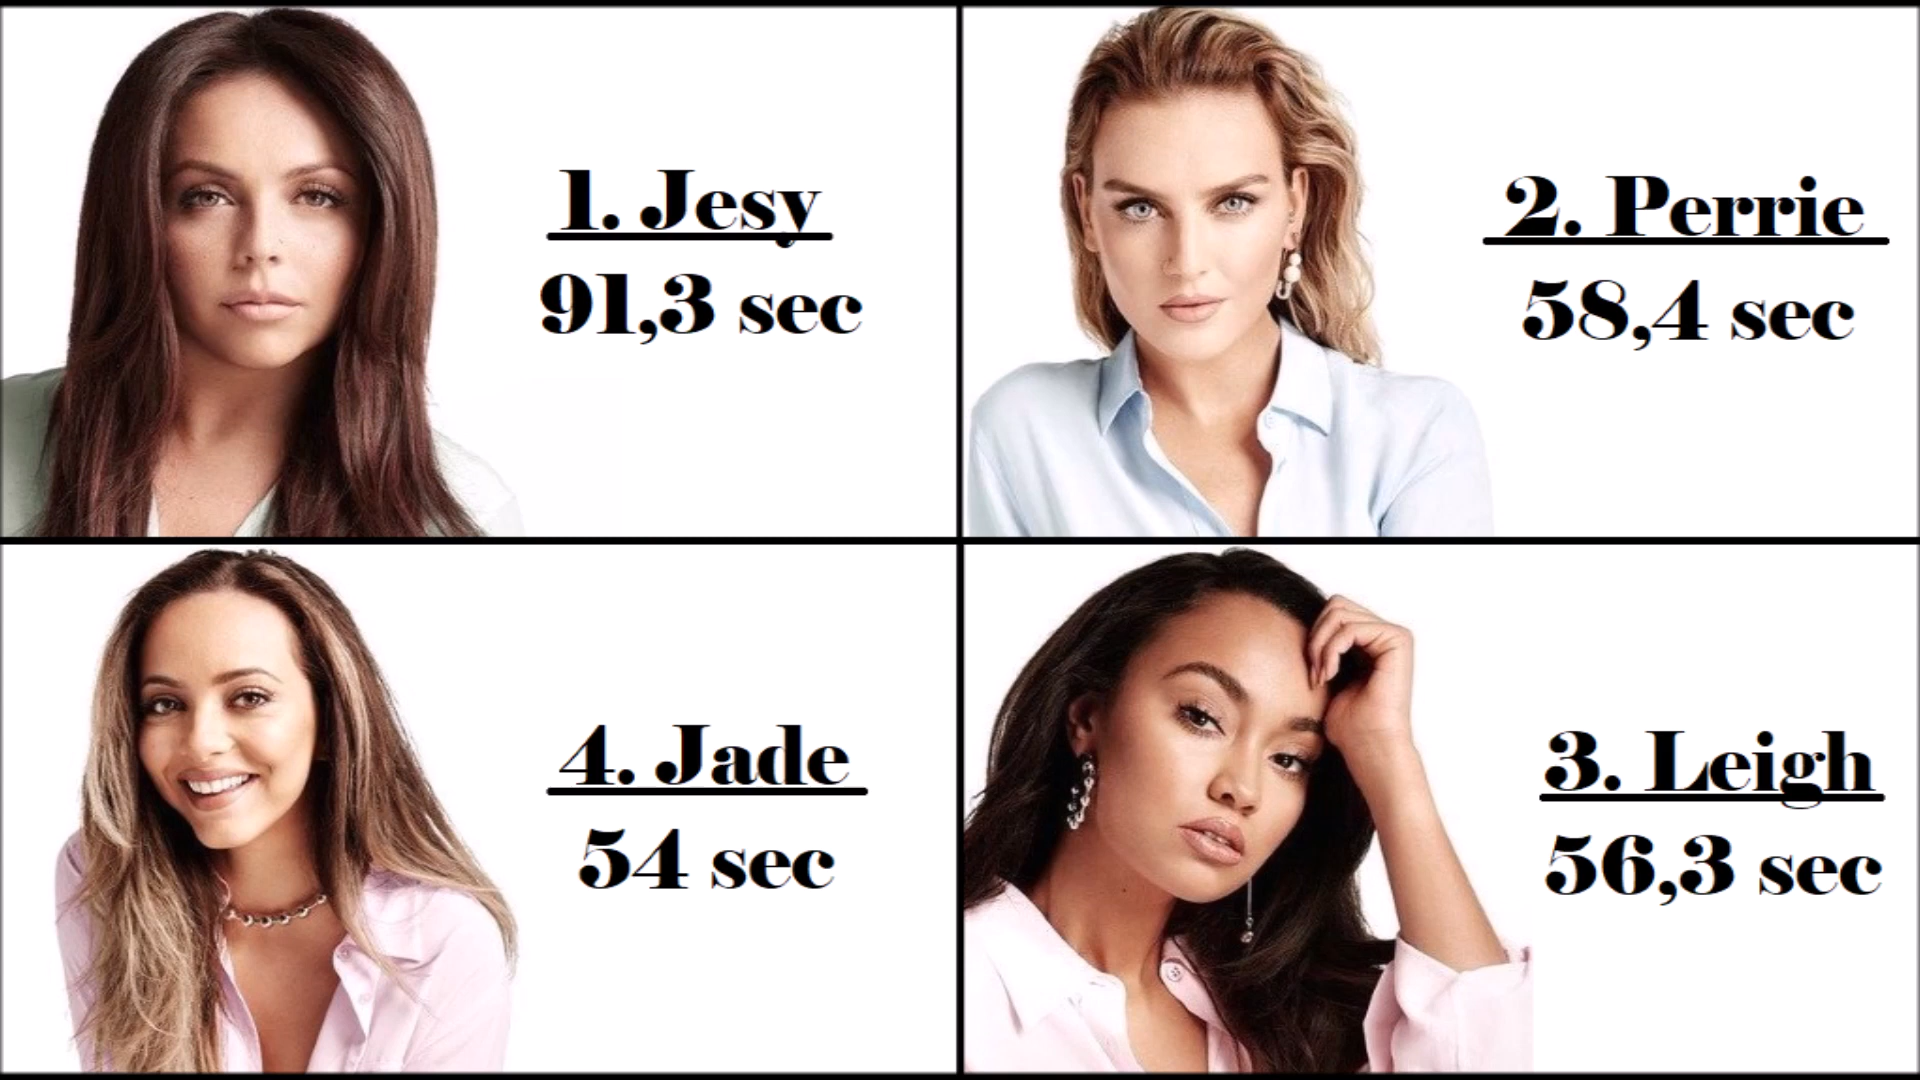 1. Jesy
91,3 sec
2. Perrie
58,4 sec
4. Jade
54 sec
3. Leigh
56,3 sec